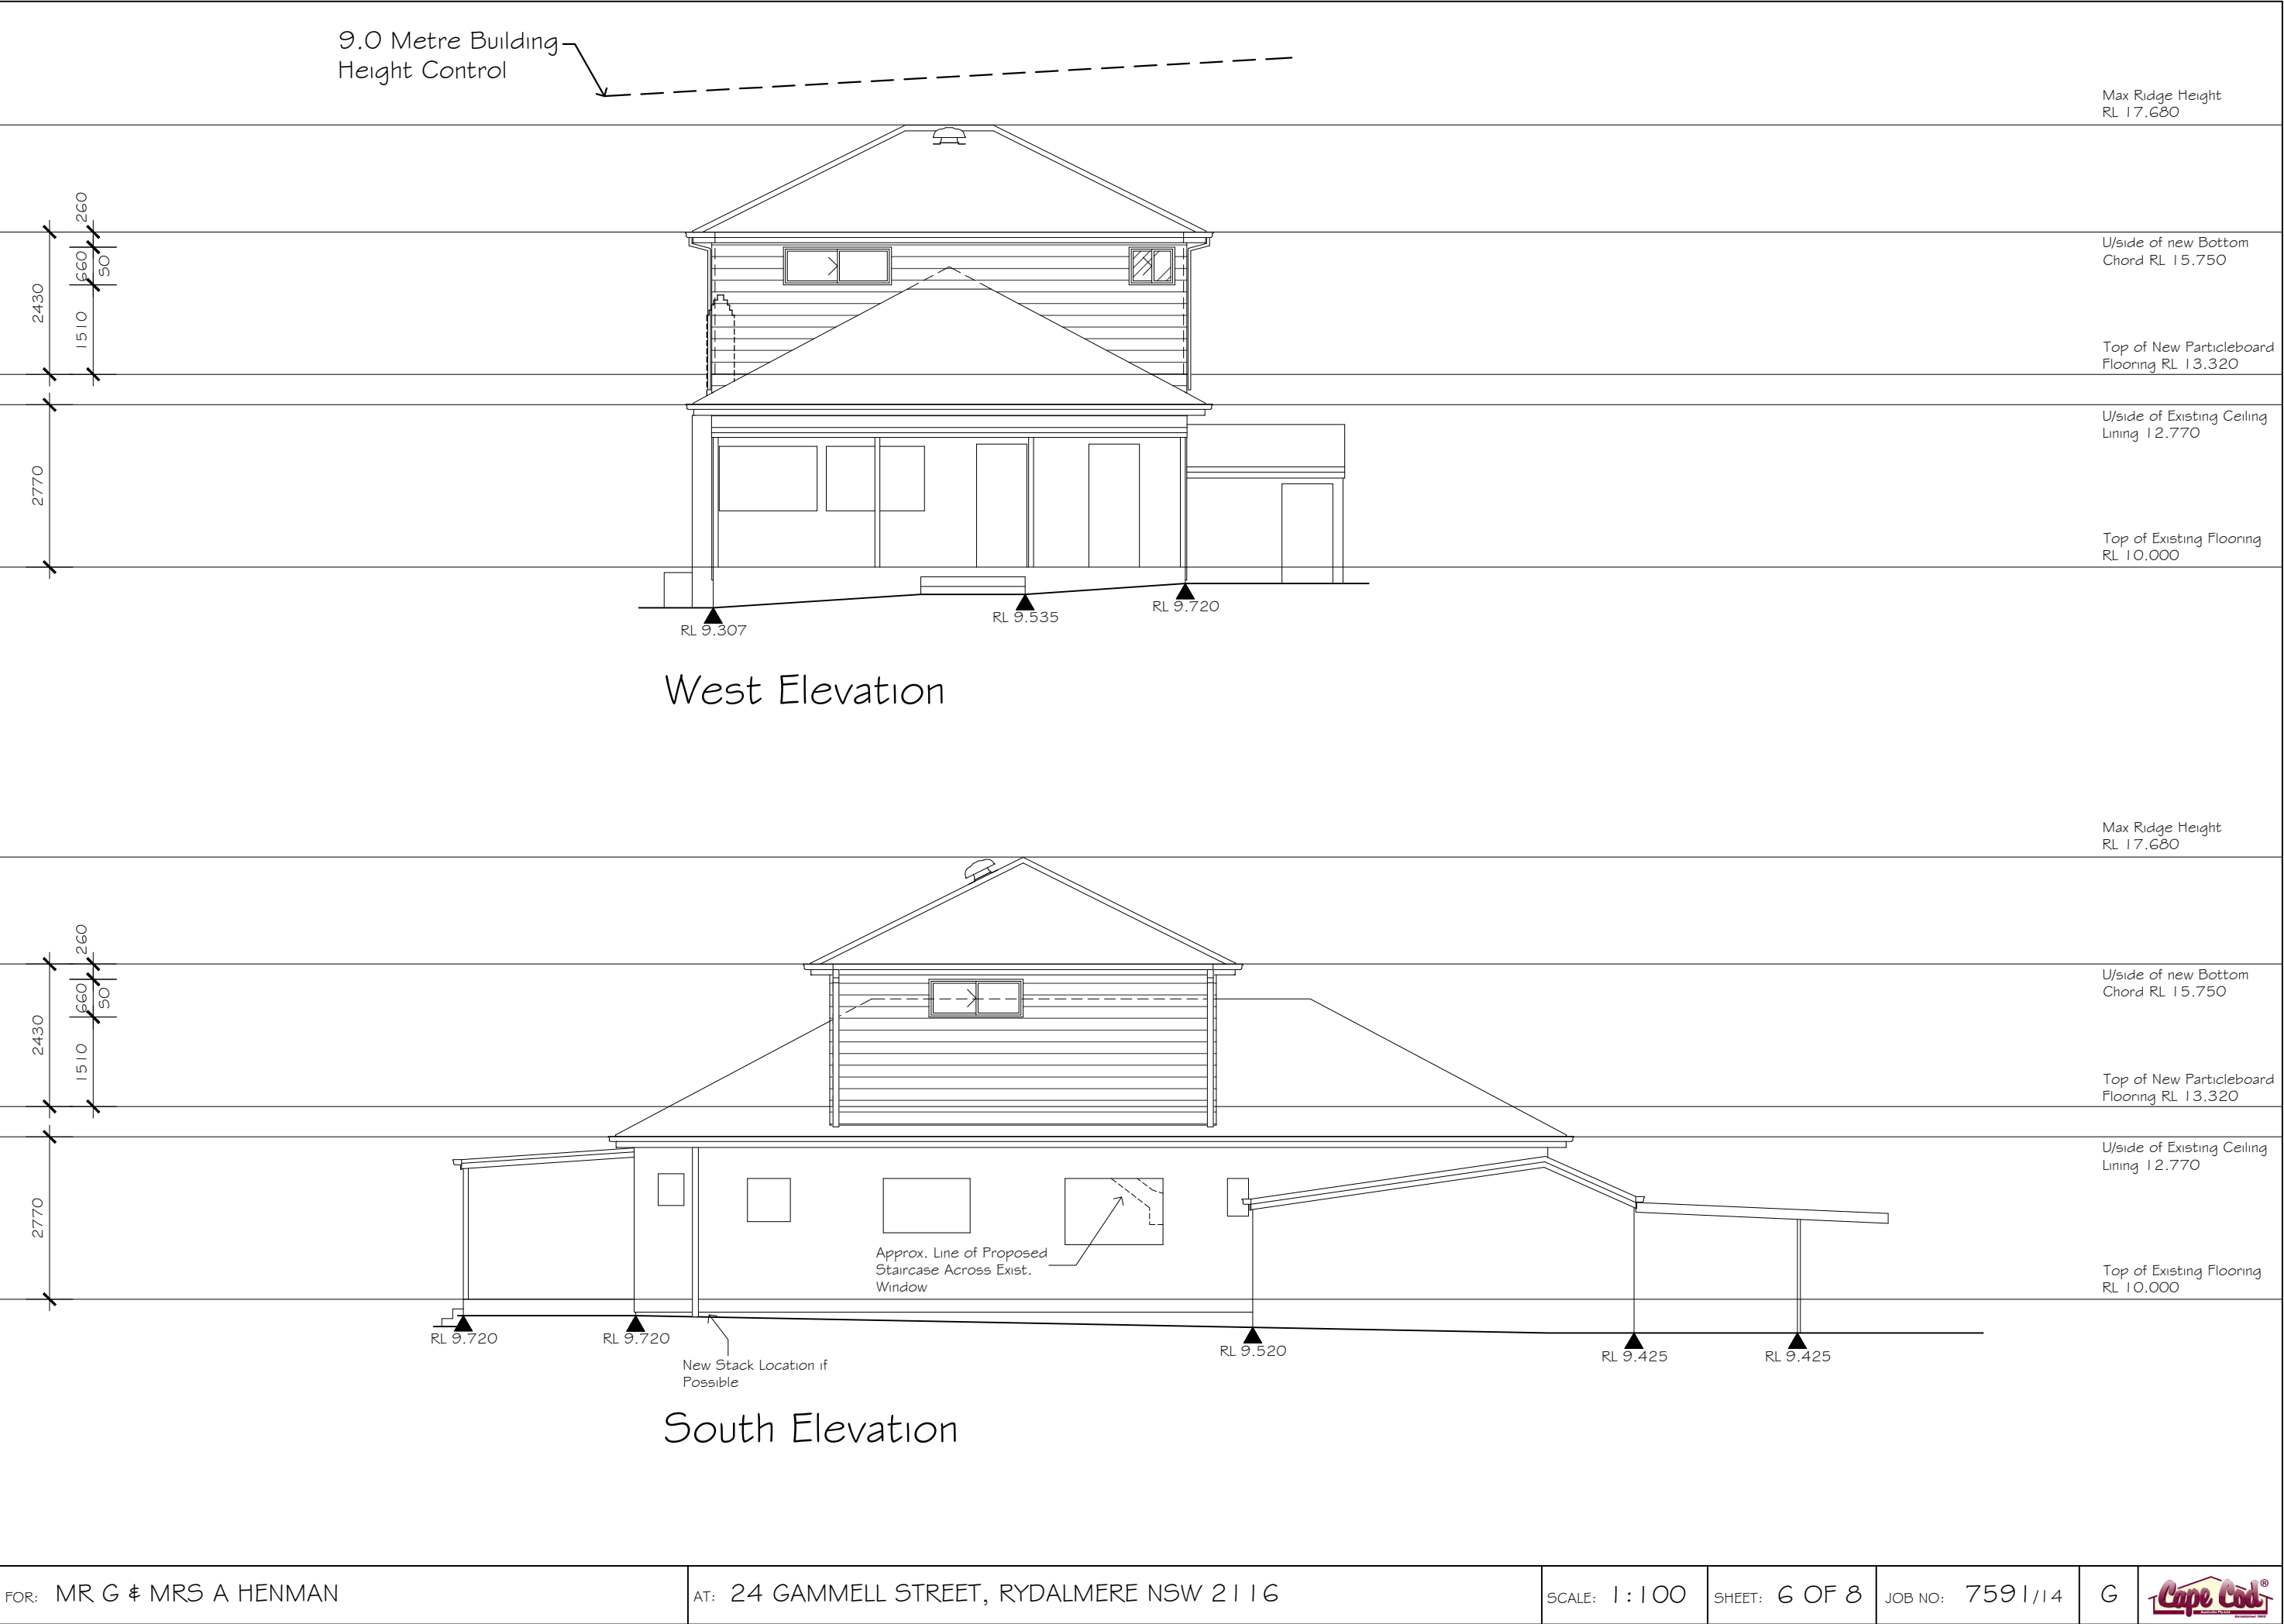 9.0 Metre Building
Height Control
Max Ridge Height
RL 17.680
260
660
50
2430
1510
U/side of new Bottom
Chord RL 15.750
Top of New Particleboard
Flooring RL 13.320
U/side of Existing Ceiling
Lining 12.770
2770
Top of Existing Flooring
RL 10.000
RL 9.307
RL 9.535
RL 9.720
West Elevation
Max Ridge Height
RL 17.680
260
660
50
2430
1510
U/side of new Bottom
Chord RL 15.750
Top of New Particleboard
Flooring RL 13.320
U/side of Existing Ceiling
Lining 12.770
2770
Approx. Line of Proposed
Staircase Across Exist.
Window
Top of Existing Flooring
RL 10.000
RL 9.720
RL 9.720
RL 9.520
RL 9.425
RL 9.425
New Stack Location if
Possible
South Elevation
FOR: MR G & MRS A HENMAN
AT: 24 GAMMELL STREET, RYDALMERE NSW 2116
SCALE: 1:100
SHEET: 6 OF 8
JOB NO: 7591/14
G
Cape Cod®